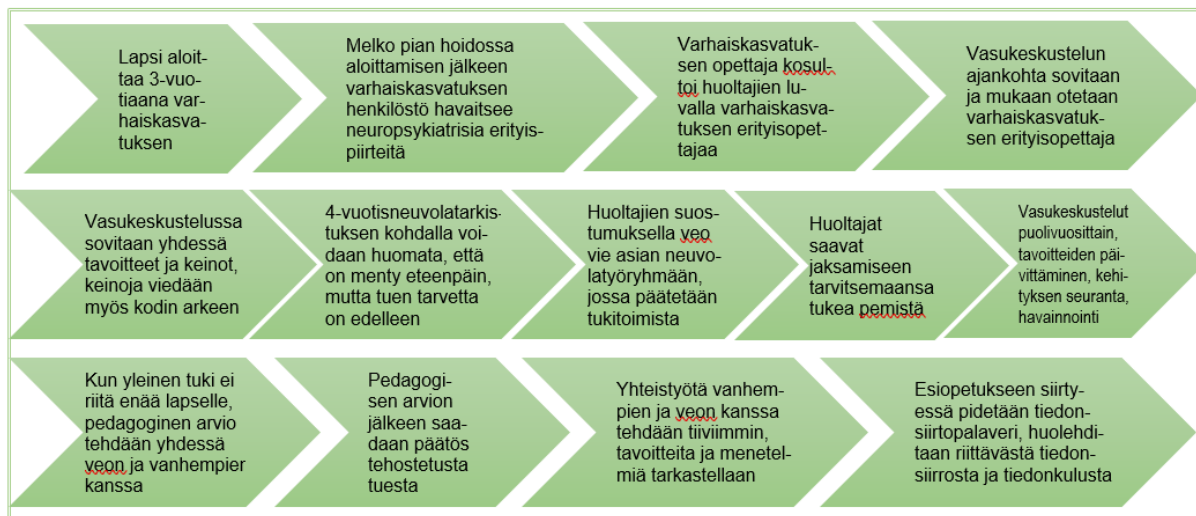 Lapsi aloit-
taa 3-vuo-
tiaana var-
haiskasva-
tuksen
Melko pian hoidossa
aloittamisen jälkeen
varhaiskasvatuksen
henkilöstö havaitsee
neuropsykiatrisia erityis-
piirteitä
Varhaiskasvatuk-
sen opettaja kosul-
toi huoltajien lu-
valla varhaiskasva-
tuksen erityisopet-
tajaa
Vasukeskustelun
ajankohta sovitaan
ja mukaan otetaan
varhaiskasvatuk-
sen erityisopettaja
Vasukeskustelussa
sovitaan yhdessä
tavoitteet ja keinot,
keinoja viedään
myös kodin arkeen
4-vuotisneuvolatarkis-
tuksen kohdalla voi-
daan huomata, että
on menty eteenpäin,
mutta tuen tarvetta
on edelleen
Huoltajien suos-
tumuksella veo
vie asian neuvo-
latyöryhmään,
jossa päätetään
tukitoimista
Huoltajat
saavat
jaksamiseen
tarvitsemaansa
tukea pemistä
Vasukeskustelut
puolivuosittain,
tavoitteiden päi-
vittäminen, kehi-
tyksen seuranta,
havainnointi
Kun yleinen tuki ei
riitä enää lapselle,
pedagoginen arvio
tehdään yhdessä
veon ja vanhempier
kanssa
Pedagogi-
sen arvion
jälkeen saa-
daan päätös
tehostetusta
tuesta
Yhteistyötä vanhem-
pien ja veon kanssa
tehdään tiiviimmin,
tavoitteita ja menetel-
miä tarkastellaan
Esiopetukseen siirty-
essä pidetään tiedon-
siirtopalaveri, huolehdi-
taan riittävästä tiedon-
siirrosta ja tiedonkulusta